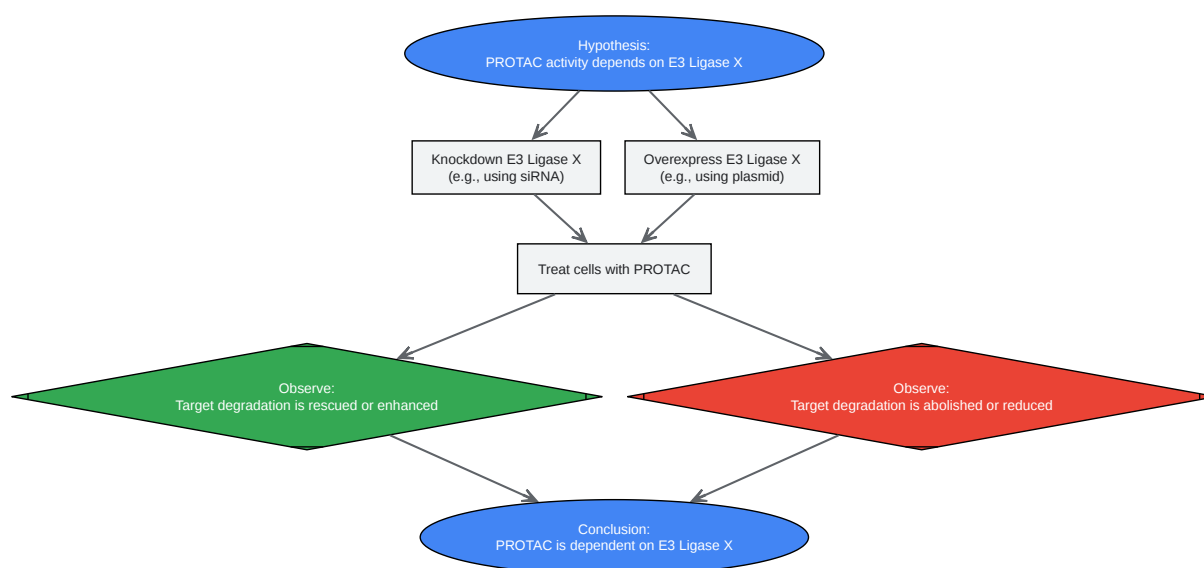 Hypothesis:
PROTAC activity depends on E3 Ligase X
Knockdown E3 Ligase X
(e.g., using siRNA)
Overexpress E3 Ligase X
(e.g., using plasmid)
Treat cells with PROTAC
Observe:
Target degradation is rescued or enhanced
Observe:
Target degradation is abolished or reduced
Conclusion:
PROTAC is dependent on E3 Ligase X